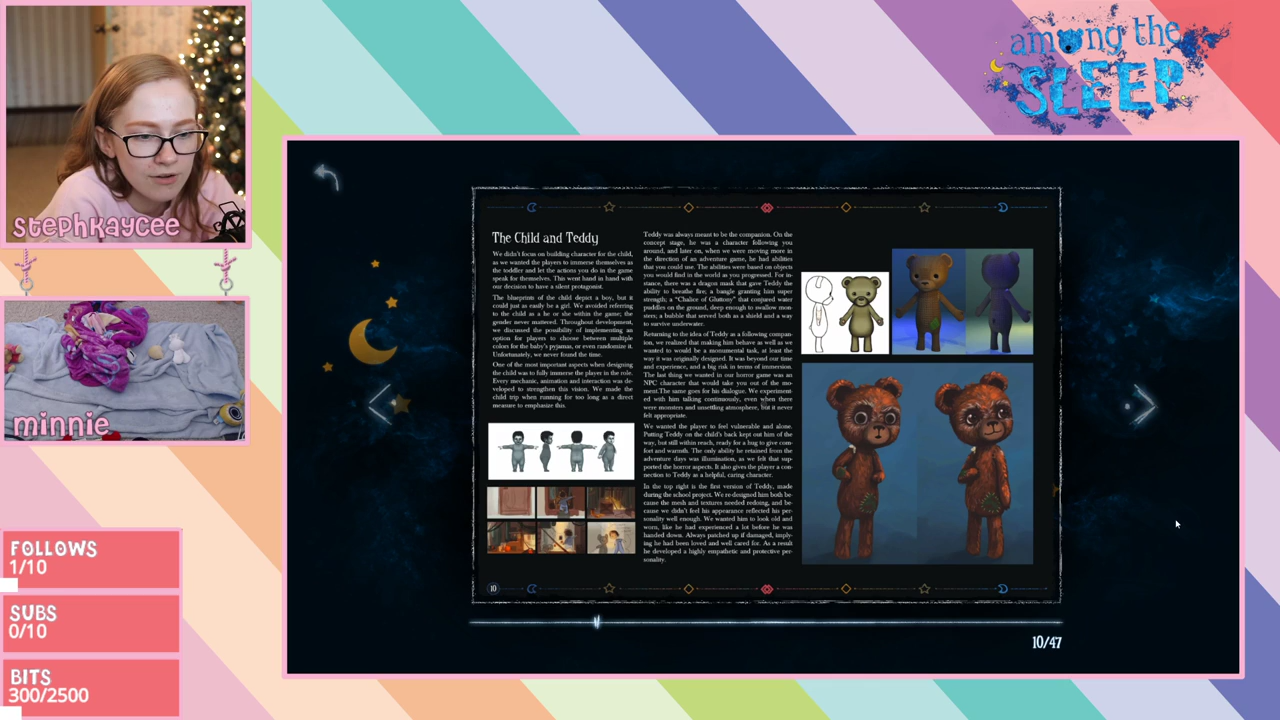 among the
SLEEP
stephkaycee
minnie
FOLLOWS
1/10
SUBS
0/10
BITS
300/2500
The Child and Teddy
We didn't focus on building character for the child,
as we wanted the players to immerse themselves as
the toddler and let the actions you do in the game
speak for themselves. This went hand in hand with
our decision to have a silent protagonist.
The blueprints of the child depict a boy, but it
could just as easily be a girl. We avoided referring
to the child as a he or she within the game; the
gender never mattered. Throughout development,
we discussed the possibility of implementing an
option for players to choose between multiple
colors for the baby's pyjamas, or even randomize it.
Unfortunately, we never found the time.
One of the most important aspects when designing
the child was to fully immerse the player in the role.
Every mechanic, animation and interaction was de-
veloped to strengthen this vision. We made the
child trip when running for too long as a direct
measure to emphasize this.
Teddy was always meant to be the companion. On the
concept stage, he was a character following you
around, and later on, when we were moving more in
the direction of an adventure game, he had abilities
that you could use. The abilities were based on objects
you would find in the world as you progressed. For in-
stance, there was a dragon mask that gave Teddy the
ability to breathe fire; a bangle granting him super
strength; a "Chalice of Gluttony" that conjured water
puddles on the ground, deep enough to swallow mon-
sters; a bubble that served both as a shield and a way
to survive underwater.
Returning to the idea of Teddy as a following compan-
ion, we realized that making him behave as well as we
wanted to would be a monumental task, at least the
way it was originally designed. It was beyond our time
and experience, and a big risk in terms of immersion.
The last thing we wanted in our horror game was an
NPC character that would take you out of the mo-
ment.The same goes for his dialogue. We experiment-
ed with him talking continuously, even when there
were monsters and unsettling atmosphere, but it never
felt appropriate.
We wanted the player to feel vulnerable and alone.
Putting Teddy on the child's back kept him out of the
way, but still within reach, ready for a hug to give com-
fort and warmth. The only ability he retained from the
adventure days was illumination, as we felt that sup-
ported the horror aspects. It also gives the player a con-
nection to Teddy as a helpful, caring character.
In the top right is the first version of Teddy, made
during the school project. We re-designed him both be-
cause the mesh and textures needed redoing, and be-
cause we didn't feel his appearance reflected his per-
sonality well enough. We wanted him to look old and
worn, like he had experienced a lot before he was
handed down. Always patched up if damaged, imply-
ing he had been loved and well cared for. As a result
he developed a highly empathetic and protective per-
sonality.
10
10/47